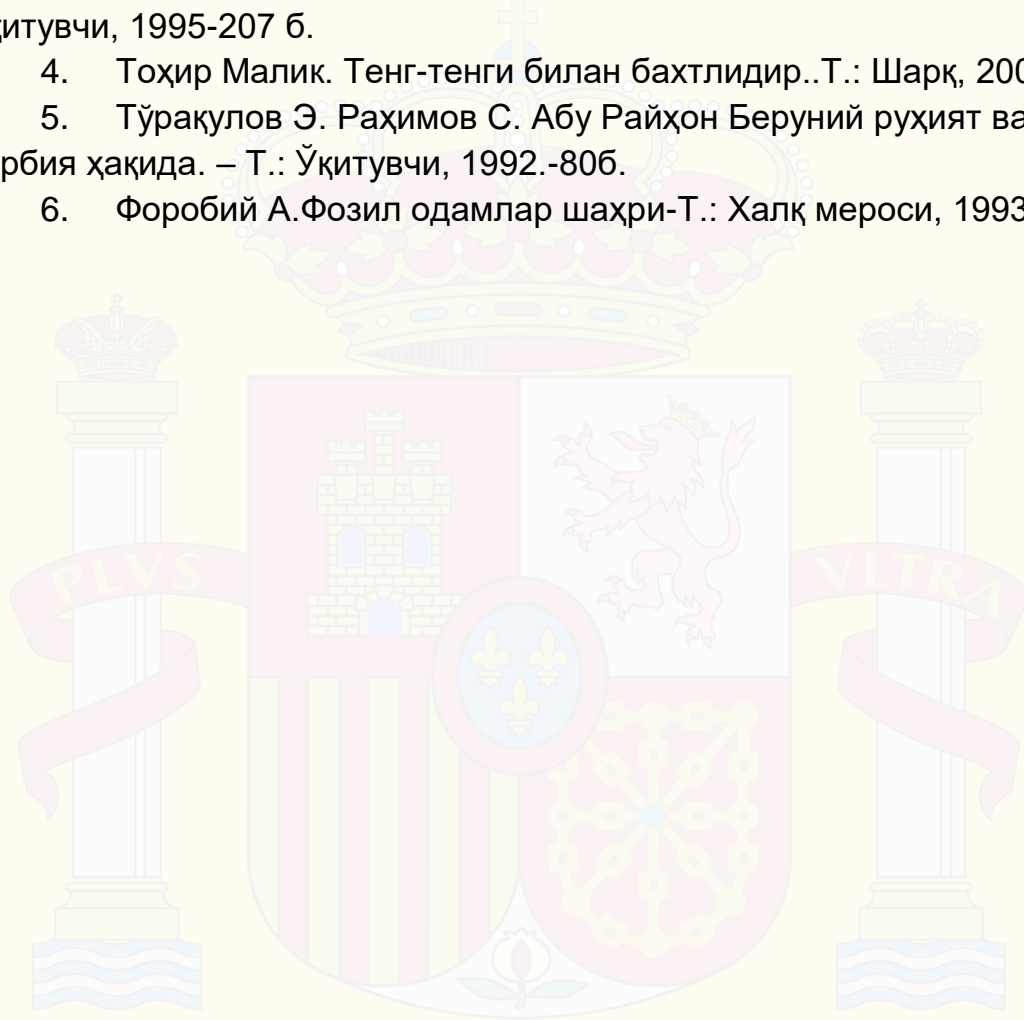 қитувчи, 1995-207 б.
4. Тоҳир Малик. Тенг-тенги билан бахтлидир..Т.: Шарқ, 200
5. Тўрақулов Э. Раҳимов С. Абу Райҳон Беруний руҳият ва
рбия ҳақида. – Т.: Ўқитувчи, 1992.-80б.
6. Форобий А.Фозил одамлар шаҳри-Т.: Халқ мероси, 1993
PLVS VLTRA